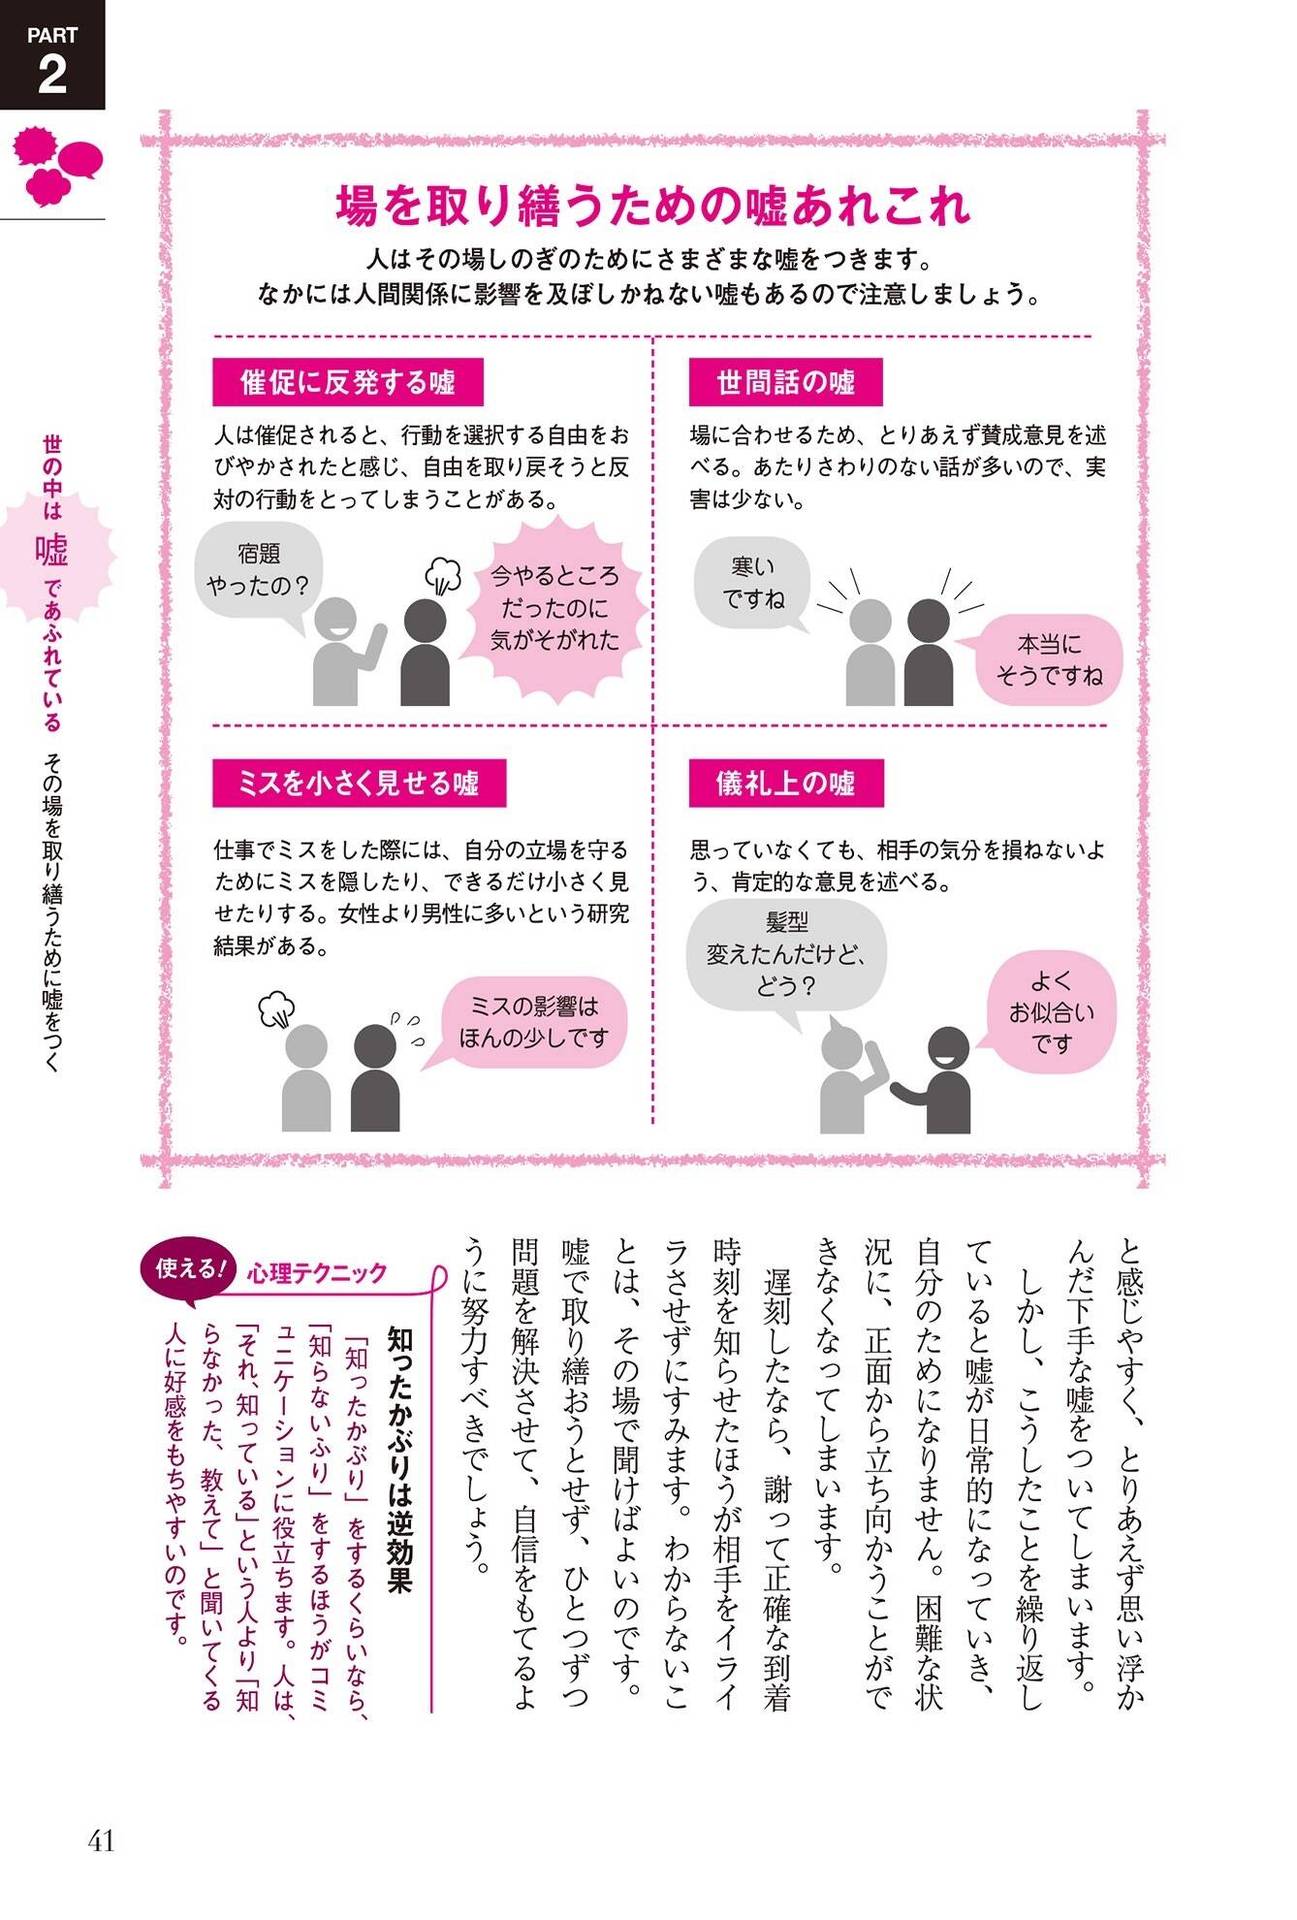 PART
2
世の中は嘘であふれている その場を取り繕うために嘘をつく
場を取り繕うための嘘あれこれ
人はその場しのぎのためにさまざまな嘘をつきます。
なかには人間関係に影響を及ぼしかねない嘘もあるので注意しましょう。
催促に反発する嘘
人は催促されると、行動を選択する自由をお
びやかされたと感じ、自由を取り戻そうと反
対の行動をとってしまうことがある。
宿題
やったの？
今やるところ
だったのに
気がそがれた
世間話の嘘
場に合わせるため、とりあえず賛成意見を述
べる。あたりさわりのない話が多いので、実
害は少ない。
寒い
ですね
本当に
そうですね
ミスを小さく見せる嘘
仕事でミスをした際には、自分の立場を守る
ためにミスを隠したり、できるだけ小さく見
せたりする。女性より男性に多いという研究
結果がある。
ミスの影響は
ほんの少しです
儀礼上の嘘
思っていなくても、相手の気分を損ねないよ
う、肯定的な意見を述べる。
髪型
変えたんだけど、
どう？
よく
お似合い
です
と感じやすく、とりあえず思い浮か
んだ下手な嘘をついてしまいます。
しかし、こうしたことを繰り返し
ていると嘘が日常的になっていき、
自分のためになりません。困難な状
況に、正面から立ち向かうことがで
きなくなってしまいます。
遅刻したなら、謝って正確な到着
時刻を知らせたほうが相手をイライ
ラさせずにすみます。わからないこ
とは、その場で聞けばよいのです。
嘘で取り繕おうとせず、ひとつずつ
問題を解決させて、自信をもてるよ
うに努力すべきでしょう。
使える！ 心理テクニック
知ったかぶりは逆効果
「知ったかぶり」をするくらいなら、
「知らないふり」をするほうがコミ
ュニケーションに役立ちます。人は、
「それ、知っている」という人より「知
らなかった、教えて」と聞いてくる
人に好感をもちやすいのです。
41